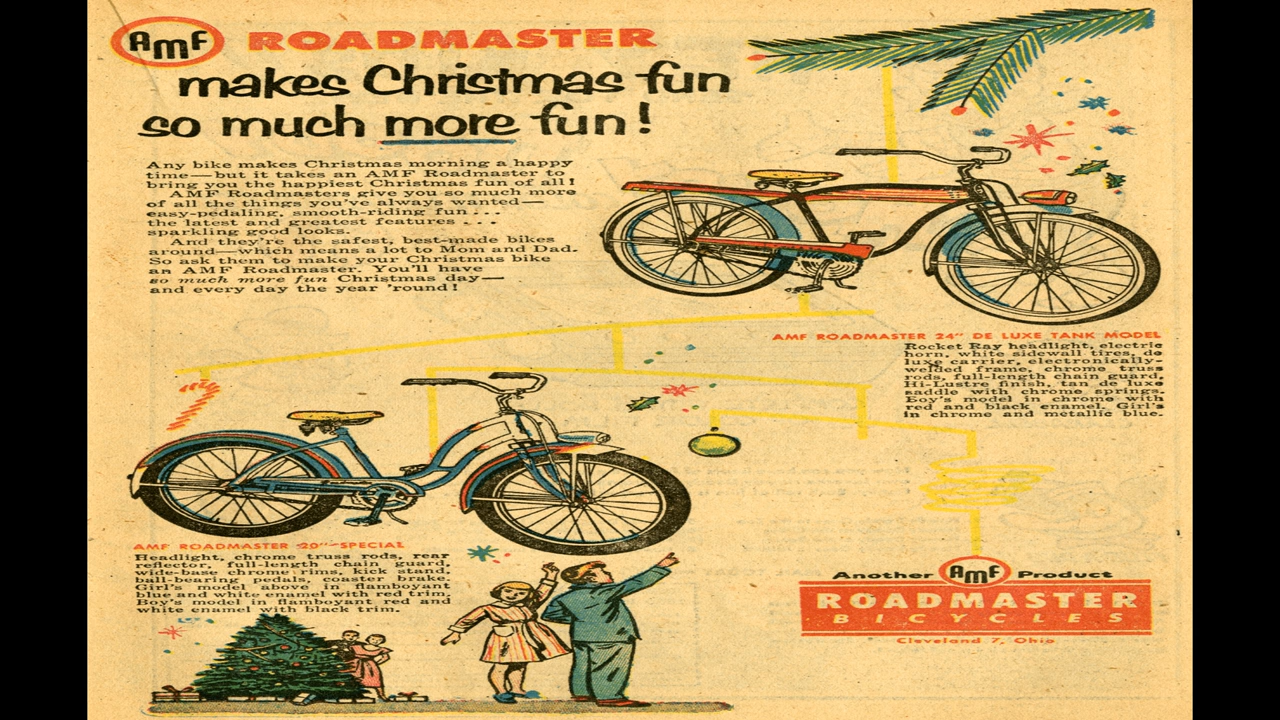 AMF ROADMASTER
makes Christmas fun
so much more fun!
Any bike makes Christmas morning a happy
time—but it takes an AMF Roadmaster to
bring you the happiest Christmas fun of all!
AMF Roadmasters give you so much more
of all the things you've always wanted—
easy-pedaling, smooth-riding fun...
the latest and greatest features...
sparkling good looks.
And they're the safest, best-made bikes
around—which means a lot to Mom and Dad.
So ask them to make your Christmas bike
an AMF Roadmaster. You'll have
so much more fun Christmas day—
and every day the year 'round!
AMF ROADMASTER 24" DE LUXE TANK MODEL
Rocket Ray headlight, electric
horn, white sidewall tires, de
luxe carrier, electronically-
welded frame, chrome truss
rods, full-length chain guard,
Hi-Lustre finish, tan de luxe
saddle with chrome springs.
Boy's model in chrome with
red and black enamel. Girl's
in chrome and metallic blue.
AMF ROADMASTER 20" SPECIAL
Headlight, chrome truss rods, rear
reflector, full-length chain guard,
wide-base chrome rims, kick stand,
ball-bearing pedals, coaster brake.
Girl's model above in flamboyant
blue and white enamel with red trim.
Boy's model in flamboyant red and
white enamel with black trim.
Another AMF Product
ROADMASTER
BICYCLES
Cleveland 7, Ohio